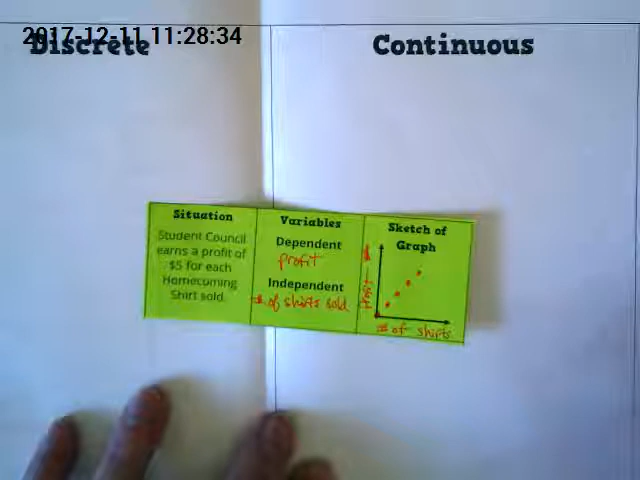 2017-12-11 11:28:34
Discrete
Continuous
Situation
Student Council
earns a profit of
$5 for each
Homecoming
Shirt sold.
Variables
Dependent
profit
Independent
# of shirts sold
Sketch of
Graph
Profit
# of shirts